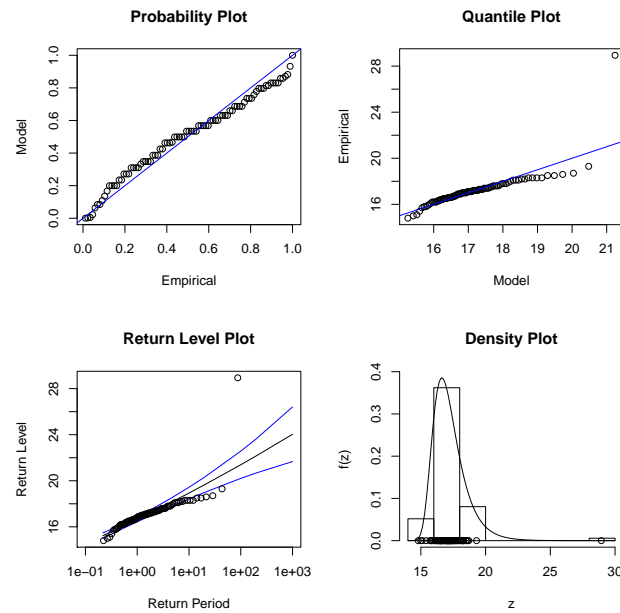 Probability Plot
Model
0.0 0.2 0.4 0.6 0.8 1.0
0.0 0.2 0.4 0.6 0.8 1.0
Empirical
Quantile Plot
Empirical
16 20 24 28
16 17 18 19 20 21
Model
Return Level Plot
Return Level
16 20 24 28
1e−01 1e+00 1e+01 1e+02 1e+03
Return Period
Density Plot
f(z)
0.0 0.1 0.2 0.3 0.4
15 20 25 30
z